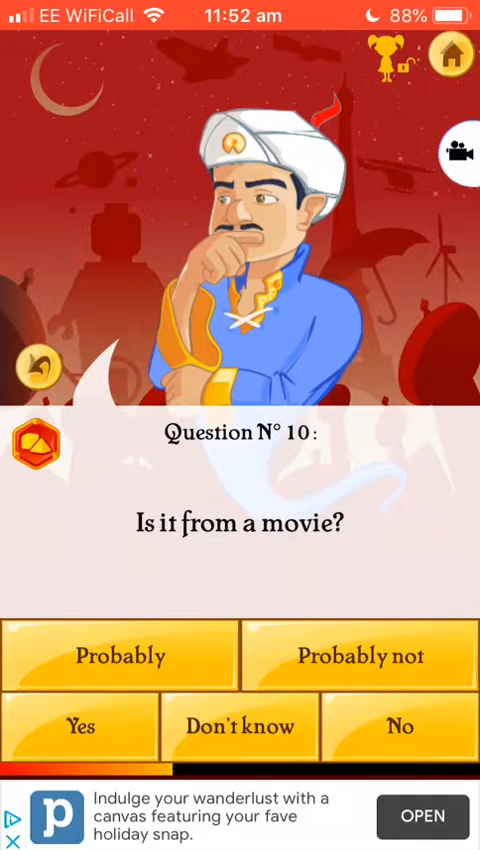 EE WiFiCall 11:52 am 88%
Question N° 10:
Is it from a movie?
Probably Probably not
Yes Don't know No
Indulge your wanderlust with a
canvas featuring your fave
holiday snap.
OPEN
p